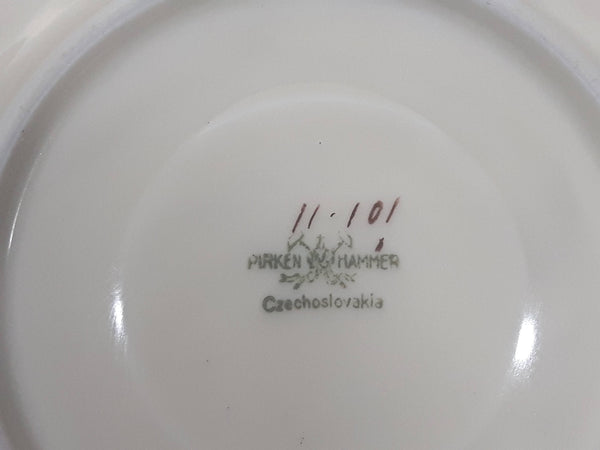 11·101
PIRKEN HAMMER
Czechoslovakia